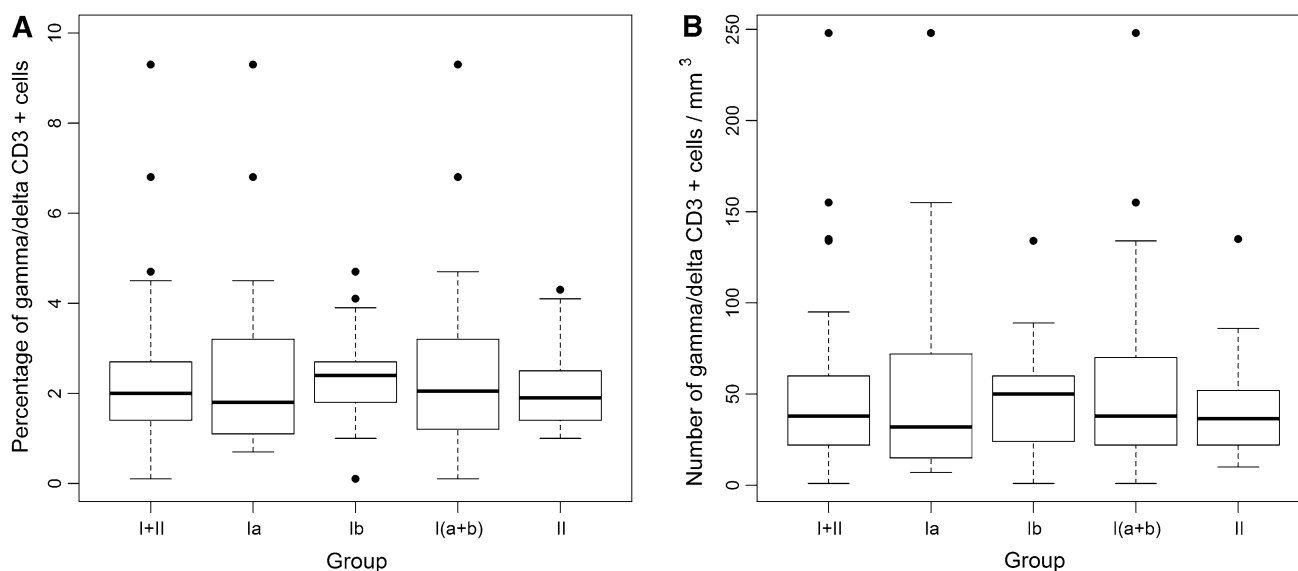 A
Percentage of gamma/delta CD3 + cells
10
8
6
4
2
0
I+II Ia Ib I(a+b) II
Group
B
Number of gamma/delta CD3 + cells / mm 3
250
200
150
100
50
0
I+II Ia Ib I(a+b) II
Group